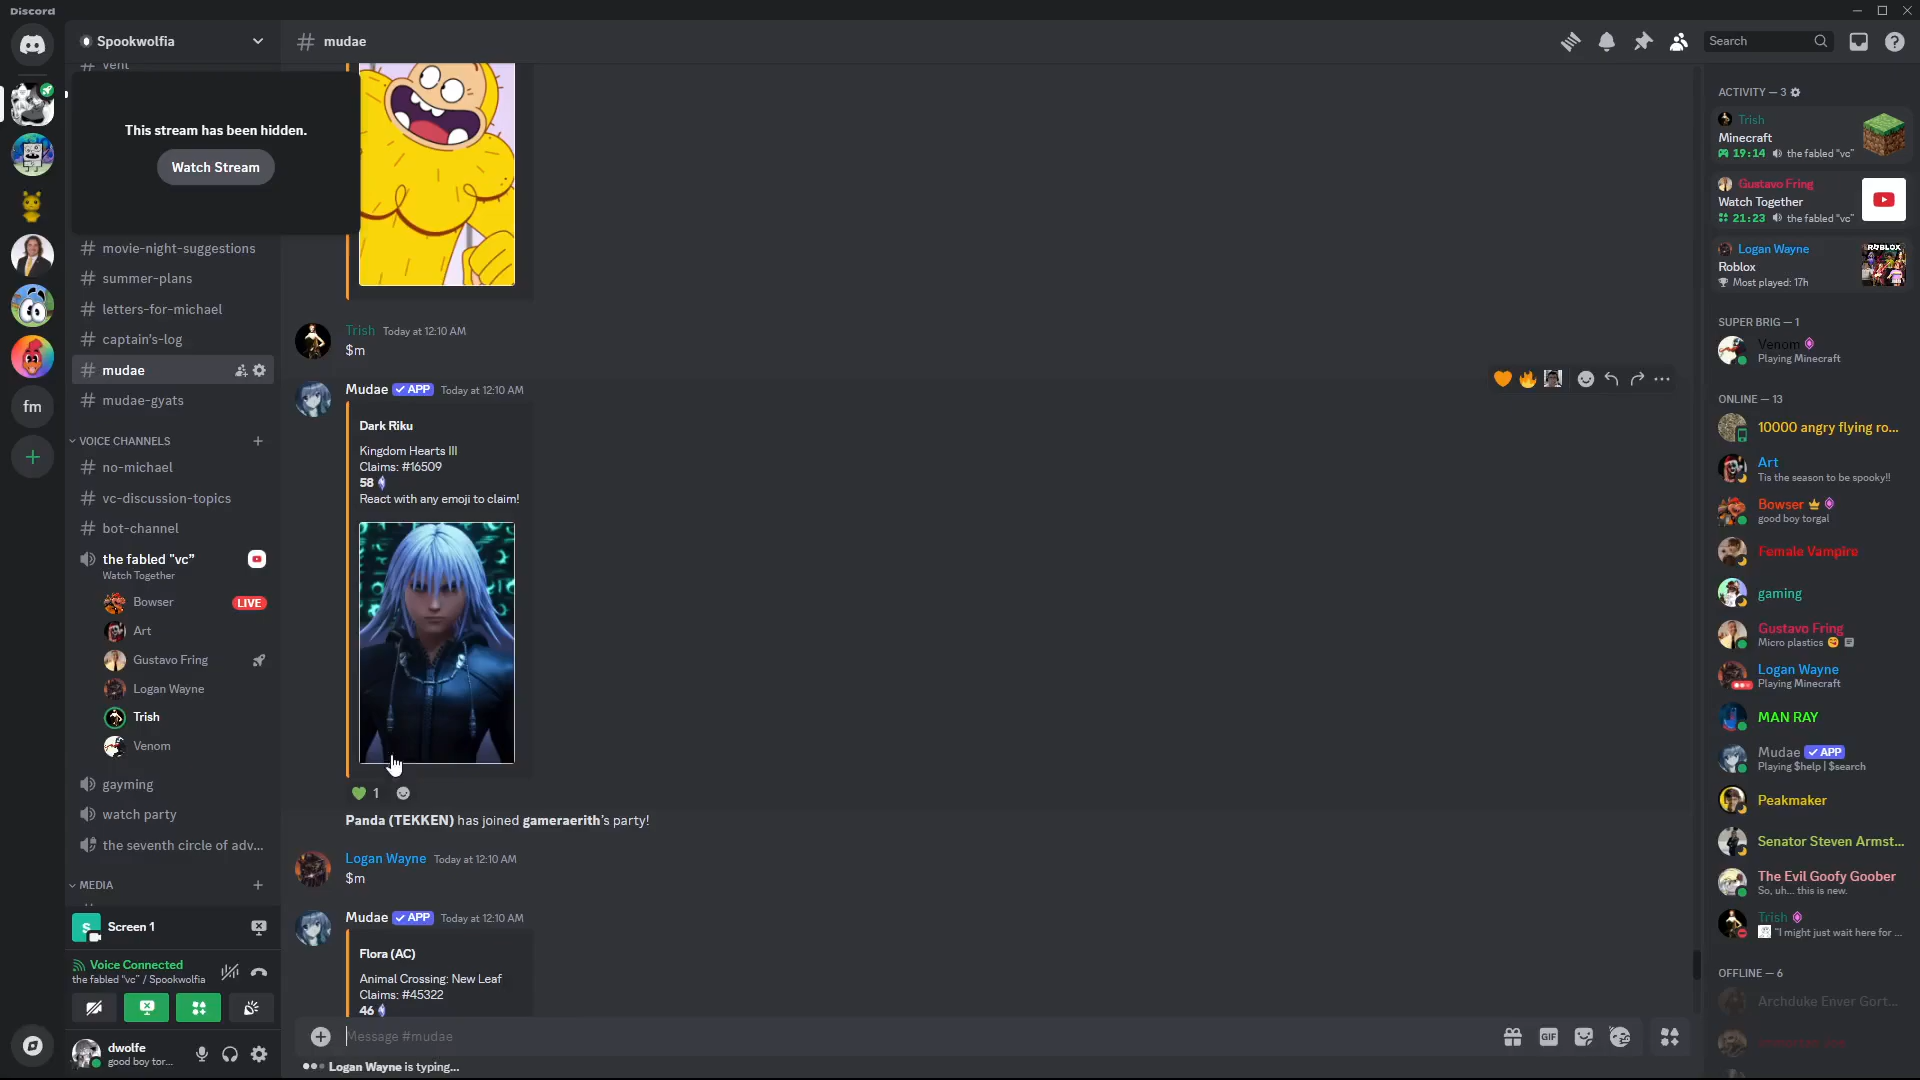 Discord
Spookwolfia
vent
This stream has been hidden.
Watch Stream
# movie-night-suggestions
# summer-plans
# letters-for-michael
# captain's-log
# mudae
# mudae-gyats
VOICE CHANNELS
# no-michael
# vc-discussion-topics
# bot-channel
the fabled "vc"
Watch Together
Bowser LIVE
Art
Gustavo Fring
Logan Wayne
Trish
Venom
gayming
watch party
the seventh circle of adv...
MEDIA
S Screen 1
Voice Connected
the fabled "vc" / Spookwolfia
dwolfe
good boy tor...
fm
# mudae
Search
Trish Today at 12:10 AM
$m
Mudae APP Today at 12:10 AM
Dark Riku
Kingdom Hearts III
Claims: #16509
58
React with any emoji to claim!
1
Panda (TEKKEN) has joined gameraerith's party!
Logan Wayne Today at 12:10 AM
$m
Mudae APP Today at 12:10 AM
Flora (AC)
Animal Crossing: New Leaf
Claims: #45322
46
Message #mudae
GIF
Logan Wayne is typing...
ACTIVITY — 3
Trish
Minecraft
19:14 the fabled "vc"
Gustavo Fring
Watch Together
21:23 the fabled "vc"
Logan Wayne
Roblox
Most played: 17h
ROBLOX
SUPER BRIG — 1
Venom
Playing Minecraft
ONLINE — 13
10000 angry flying ro...
Art
Tis the season to be spooky!!
Bowser
good boy torgal
Female Vampire
gaming
Gustavo Fring
Micro plastics
Logan Wayne
Playing Minecraft
MAN RAY
Mudae APP
Playing $help | $search
Peakmaker
Senator Steven Armst...
The Evil Goofy Goober
So, uh... this is new.
Trish
"I might just wait here for ...
OFFLINE — 6
Archduke Enver Gort...